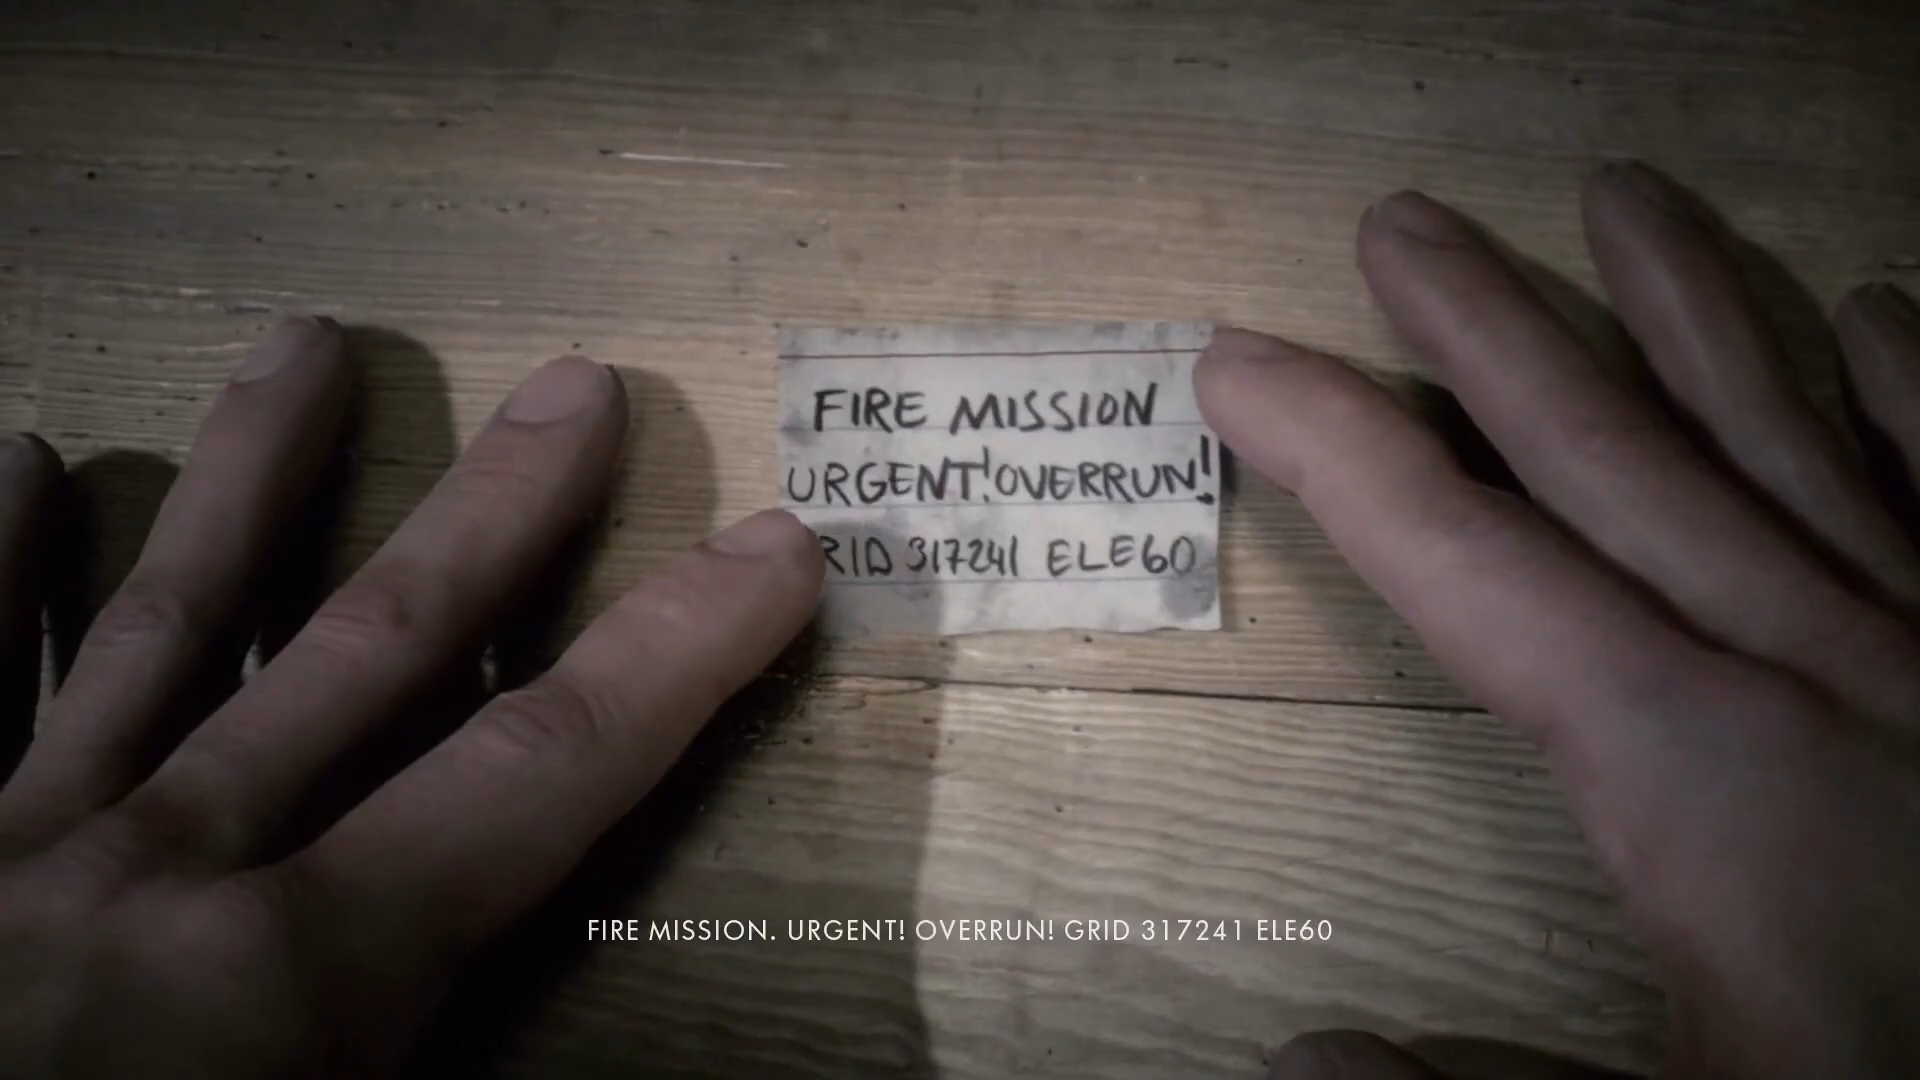 FIRE MISSION
URGENT! OVERRUN!
RID 317241 ELE60
FIRE MISSION. URGENT! OVERRUN! GRID 317241 ELE60